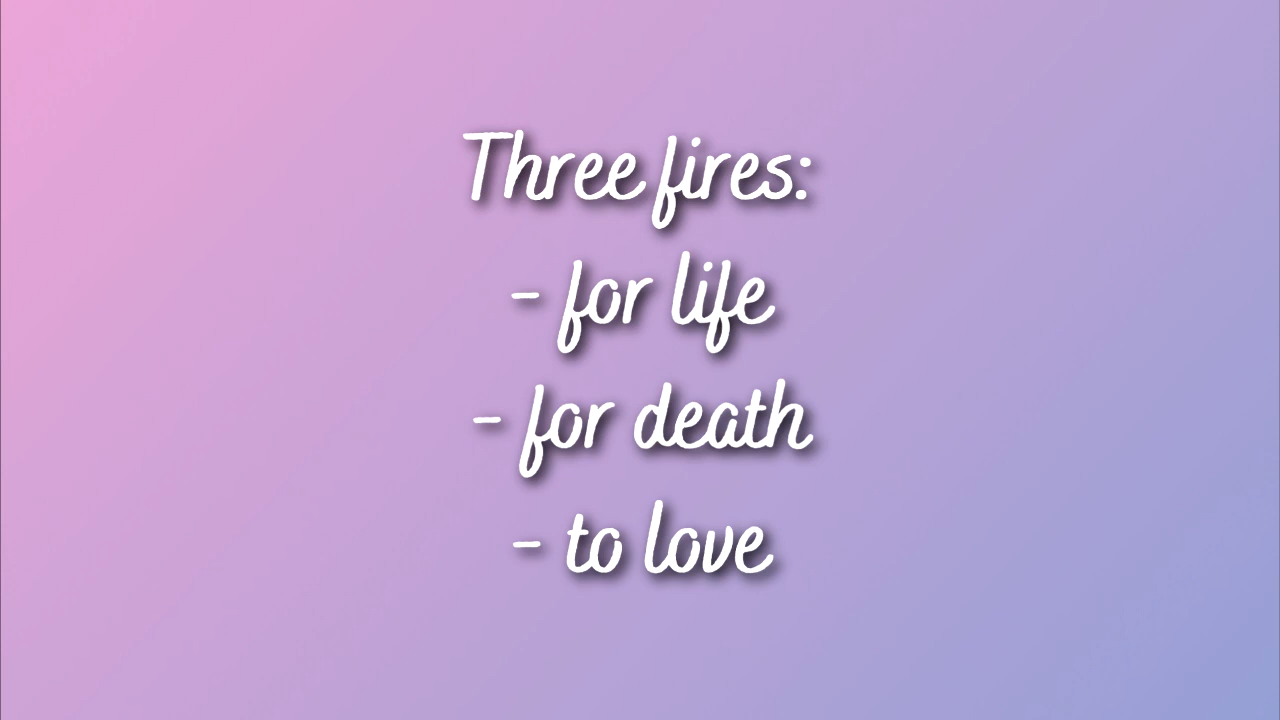 Three fires:
- for life
- for death
- to love